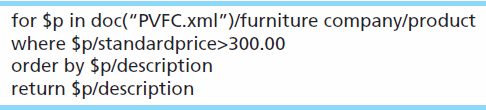 for $p in doc(“PVFC.xml”)/furniture company/product
where $p/standardprice>300.00
order by $p/description
return $p/description